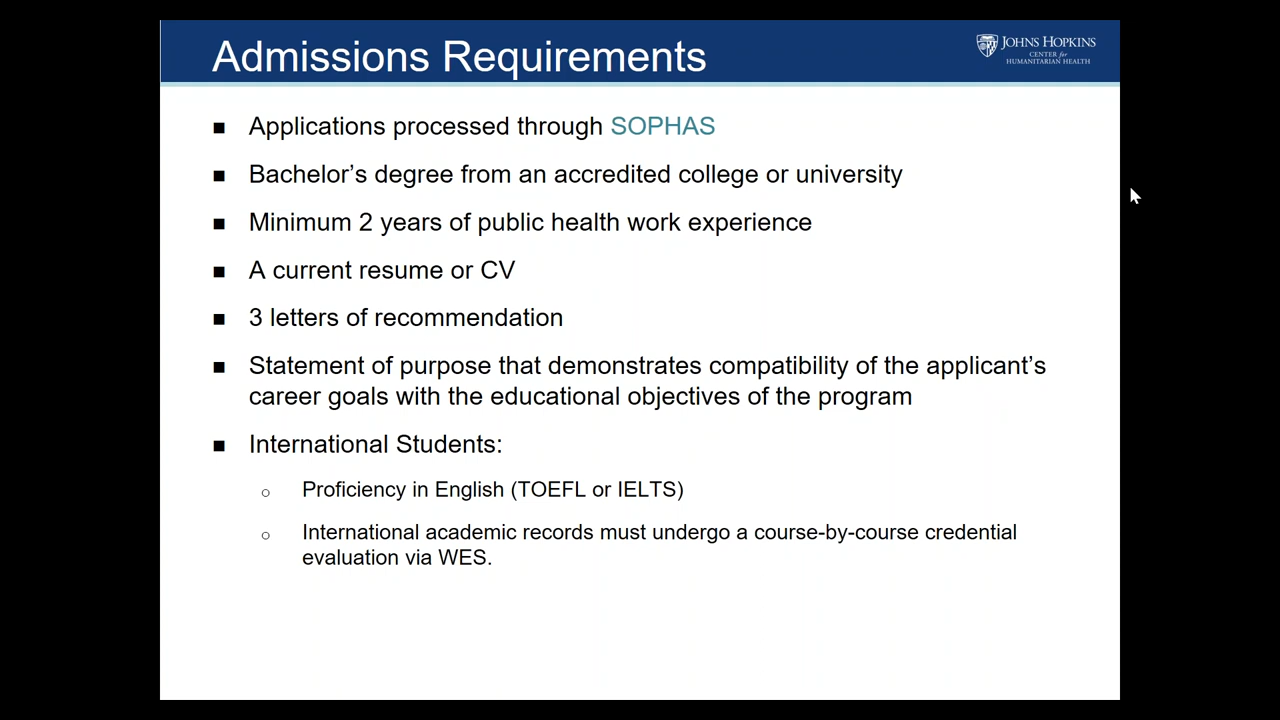 Admissions Requirements
JOHNS HOPKINS
CENTER for
HUMANITARIAN HEALTH
■ Applications processed through SOPHAS
■ Bachelor’s degree from an accredited college or university
■ Minimum 2 years of public health work experience
■ A current resume or CV
■ 3 letters of recommendation
■ Statement of purpose that demonstrates compatibility of the applicant’s
career goals with the educational objectives of the program
■ International Students:
○ Proficiency in English (TOEFL or IELTS)
○ International academic records must undergo a course-by-course credential
evaluation via WES.